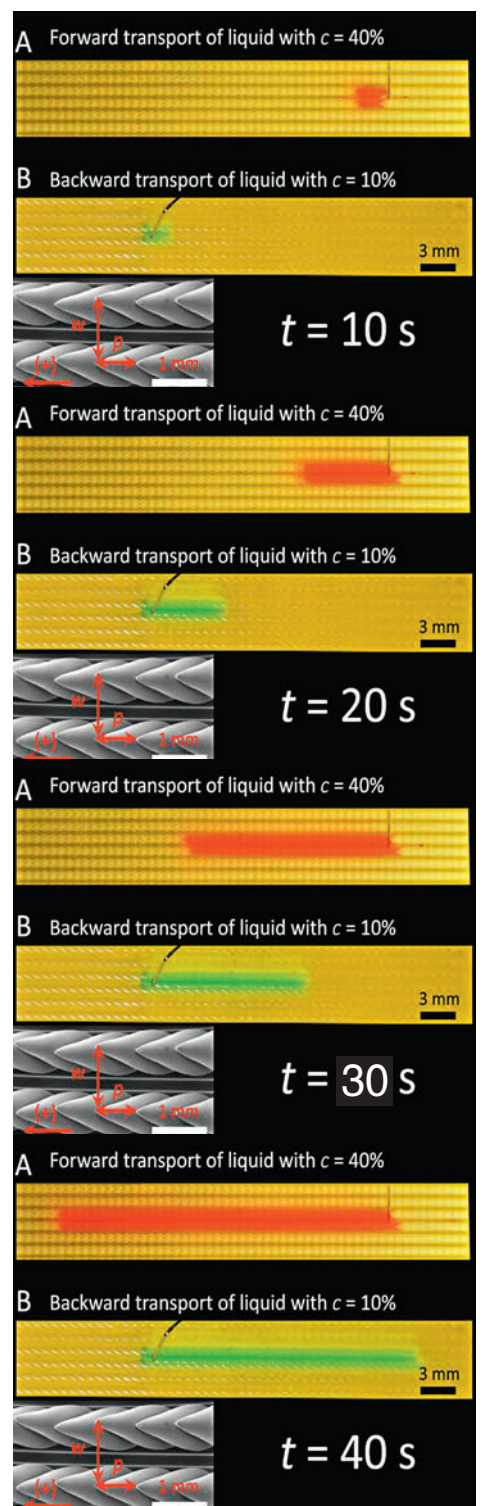 A Forward transport of liquid with c = 40%
B Backward transport of liquid with c = 10%
3 mm
w
p
(+)
1 mm
t = 10 s
A Forward transport of liquid with c = 40%
B Backward transport of liquid with c = 10%
3 mm
w
p
(+)
1 mm
t = 20 s
A Forward transport of liquid with c = 40%
B Backward transport of liquid with c = 10%
3 mm
w
p
(+)
1 mm
t = 30 s
A Forward transport of liquid with c = 40%
B Backward transport of liquid with c = 10%
3 mm
w
p
(+)
1 mm
t = 40 s